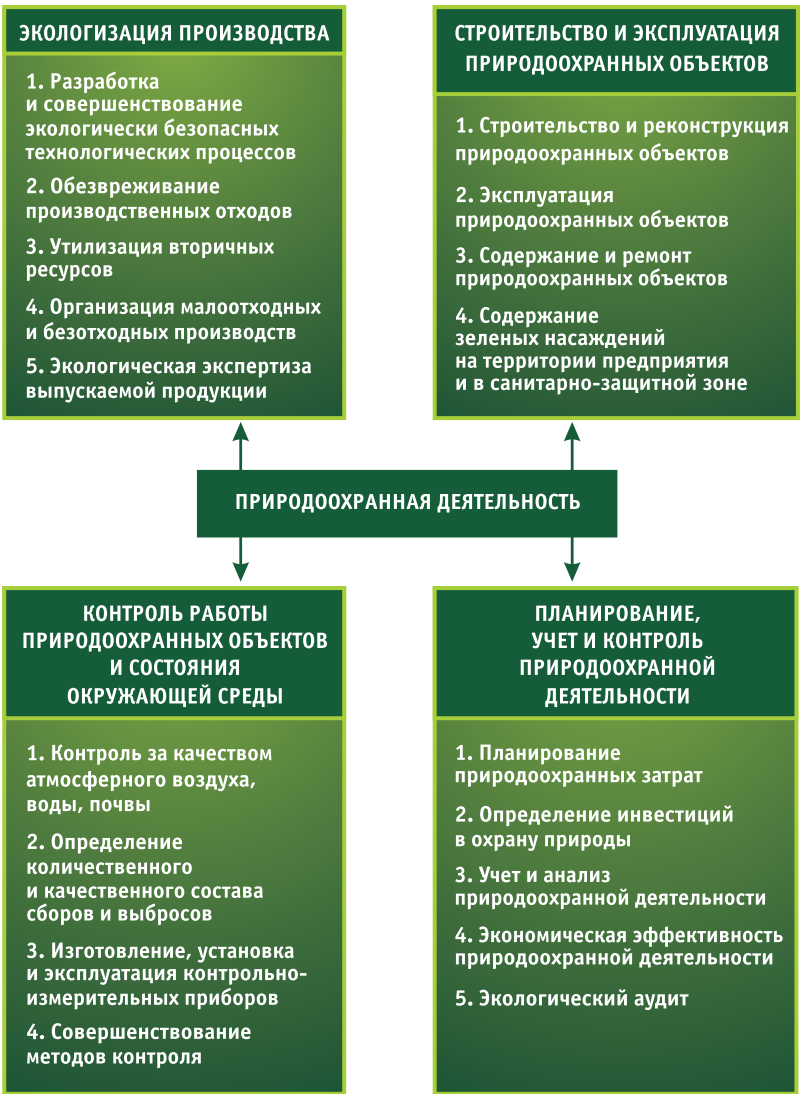 ЭКОЛОГИЗАЦИЯ ПРОИЗВОДСТВА
1. Разработка
и совершенствование
экологически безопасных
технологических процессов
2. Обезвреживание
производственных отходов
3. Утилизация вторичных
ресурсов
4. Организация малоотходных
и безотходных производств
5. Экологическая экспертиза
выпускаемой продукции
СТРОИТЕЛЬСТВО И ЭКСПЛУАТАЦИЯ
ПРИРОДООХРАННЫХ ОБЪЕКТОВ
1. Строительство и реконструкция
природоохранных объектов
2. Эксплуатация
природоохранных объектов
3. Содержание и ремонт
природоохранных объектов
4. Содержание
зеленых насаждений
на территории предприятия
и в санитарно-защитной зоне
ПРИРОДООХРАННАЯ ДЕЯТЕЛЬНОСТЬ
КОНТРОЛЬ РАБОТЫ
ПРИРОДООХРАННЫХ ОБЪЕКТОВ
И СОСТОЯНИЯ
ОКРУЖАЮЩЕЙ СРЕДЫ
1. Контроль за качеством
атмосферного воздуха,
воды, почвы
2. Определение
количественного
и качественного состава
сборов и выбросов
3. Изготовление, установка
и эксплуатация контрольно-
измерительных приборов
4. Совершенствование
методов контроля
ПЛАНИРОВАНИЕ,
УЧЕТ И КОНТРОЛЬ
ПРИРОДООХРАННОЙ
ДЕЯТЕЛЬНОСТИ
1. Планирование
природоохранных затрат
2. Определение инвестиций
в охрану природы
3. Учет и анализ
природоохранной деятельности
4. Экономическая эффективность
природоохранной деятельности
5. Экологический аудит